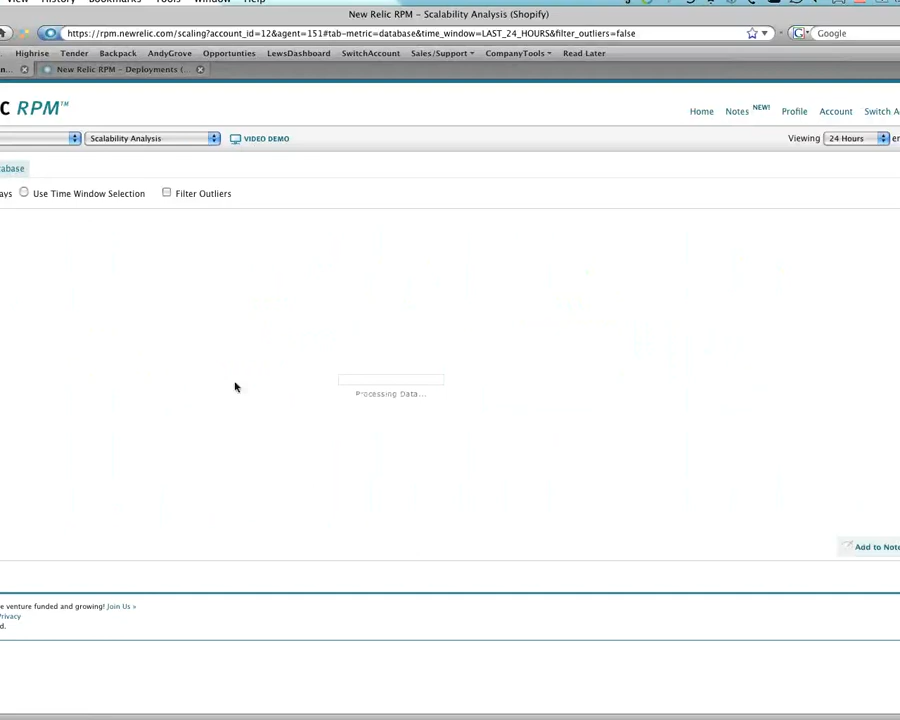 View History Bookmarks Tools Window Help
New Relic RPM – Scalability Analysis (Shopify)
https://rpm.newrelic.com/scaling?account_id=12&agent=151#tab-metric=database&time_window=LAST_24_HOURS&filter_outliers=false
Google
Highrise Tender Backpack AndyGrove Opportunities LewsDashboard SwitchAccount Sales/Support CompanyTools Read Later
n... New Relic RPM – Deployments (...
C RPM™
Home Notes NEW! Profile Account Switch A
Scalability Analysis VIDEO DEMO Viewing 24 Hours er
abase
ays Use Time Window Selection Filter Outliers
Processing Data...
Add to Note
e venture funded and growing! Join Us »
Privacy
d.